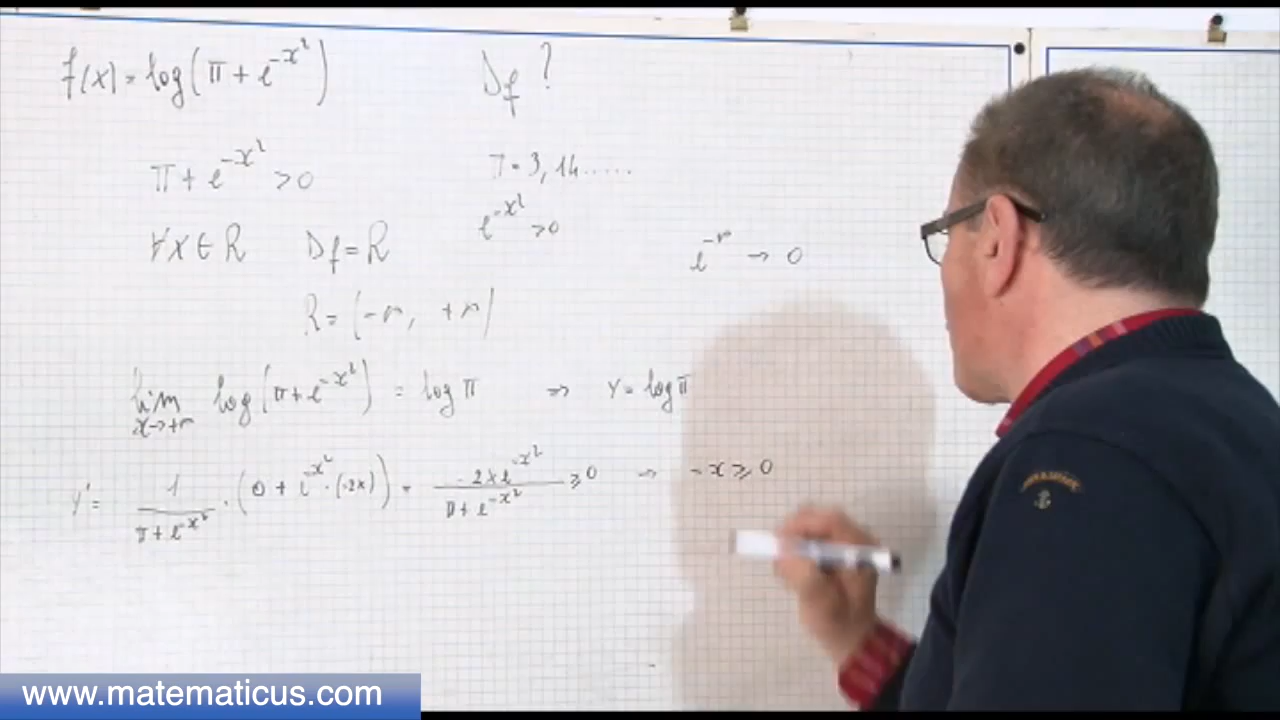 f(x) = log(π + e^{-x²}) Df ?
π + e^{-x²} > 0 π = 3,14.....
∀x ∈ R Df = R e^{-x²} > 0 e^{-∞} → 0
R = (-∞, +∞)
lim x→+∞ log(π + e^{-x²}) = log π ⇒ y = log π
y' = 1/(π + e^{-x²}) · (0 + e^{-x²} · (-2x)) = -2x e^{-x²}/(π + e^{-x²}) ≥ 0 → -x ≥ 0
www.matematicus.com